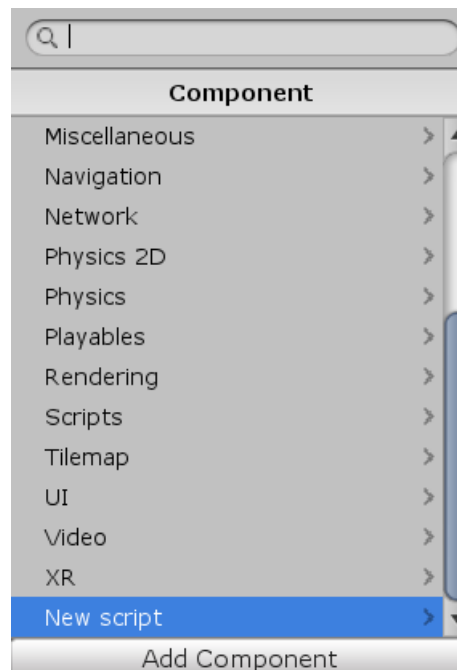 Component
Miscellaneous
Navigation
Network
Physics 2D
Physics
Playables
Rendering
Scripts
Tilemap
UI
Video
XR
New script
Add Component